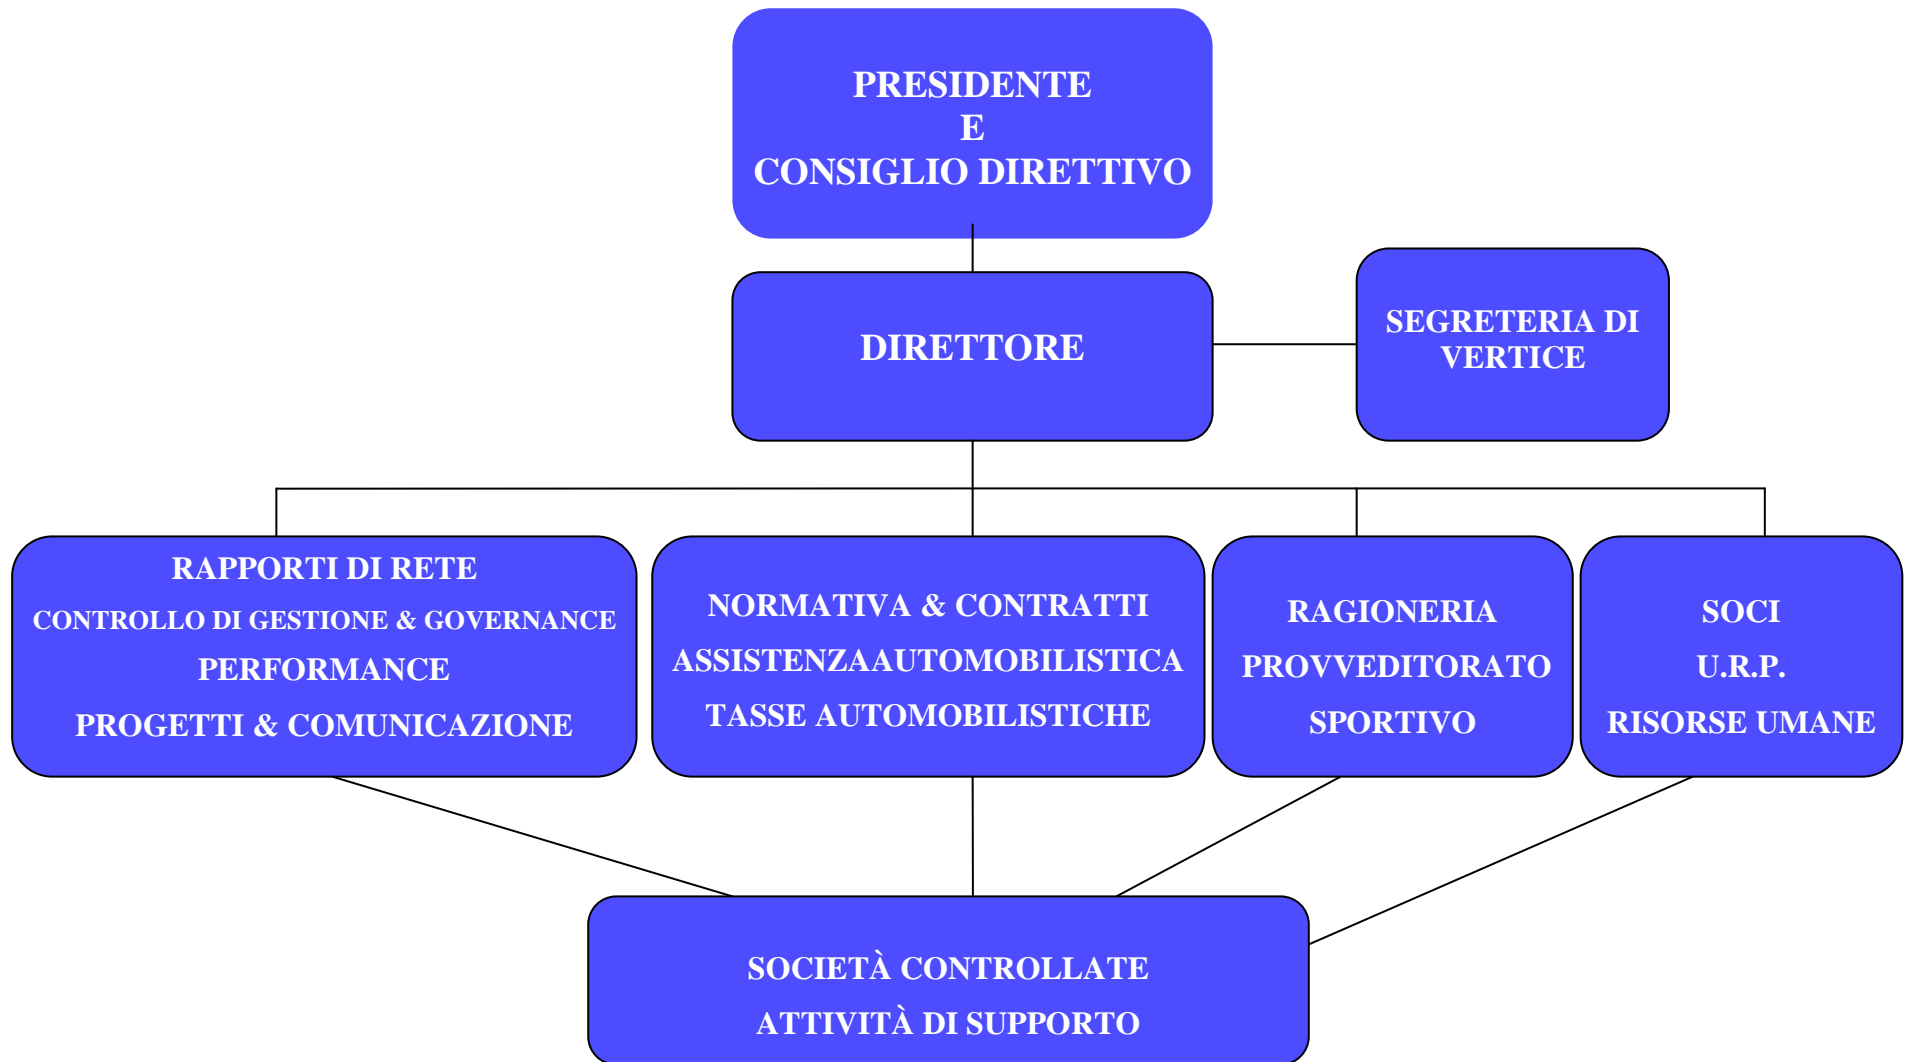 PRESIDENTE
E
CONSIGLIO DIRETTIVO
DIRETTORE
SEGRETERIA DI
VERTICE
RAPPORTI DI RETE
CONTROLLO DI GESTIONE & GOVERNANCE
PERFORMANCE
PROGETTI & COMUNICAZIONE
NORMATIVA & CONTRATTI
ASSISTENZAAUTOMOBILISTICA
TASSE AUTOMOBILISTICHE
RAGIONERIA
PROVVEDITORATO
SPORTIVO
SOCI
U.R.P.
RISORSE UMANE
SOCIETÀ CONTROLLATE
ATTIVITÀ DI SUPPORTO